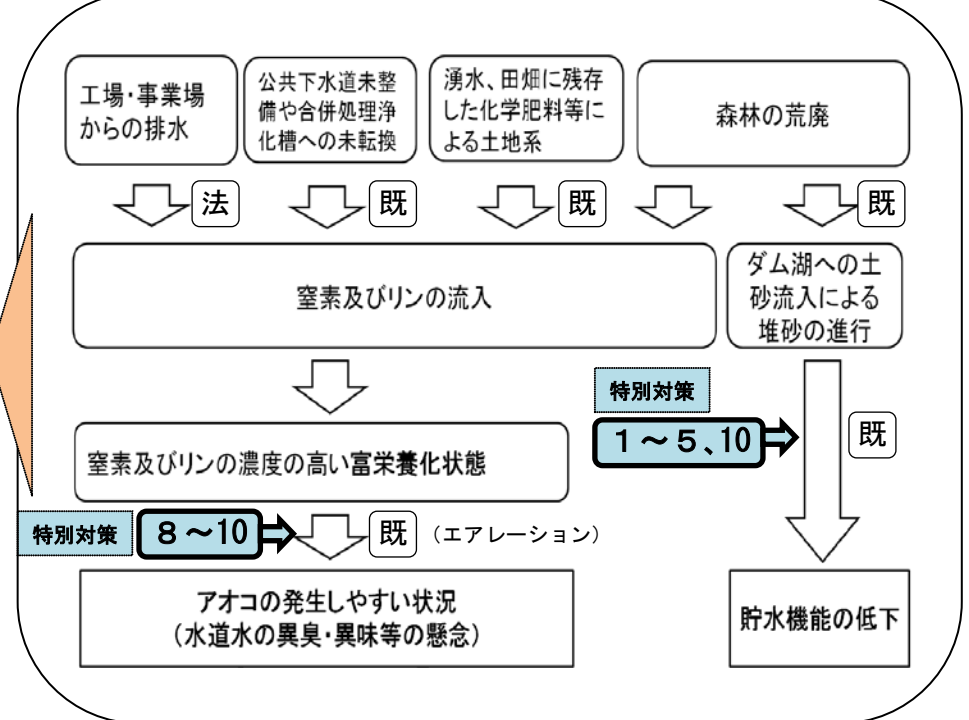 工場・事業場
からの排水
公共下水道未整
備や合併処理浄
化槽への未転換
湧水、田畑に残存
した化学肥料等に
よる土地系
森林の荒廃
法
既
既
既
窒素及びリンの流入
ダム湖への土
砂流入による
堆砂の進行
特別対策
1～5、10
既
窒素及びリンの濃度の高い富栄養化状態
特別対策
8～10
既
（エアレーション）
アオコの発生しやすい状況
（水道水の異臭・異味等の懸念）
貯水機能の低下